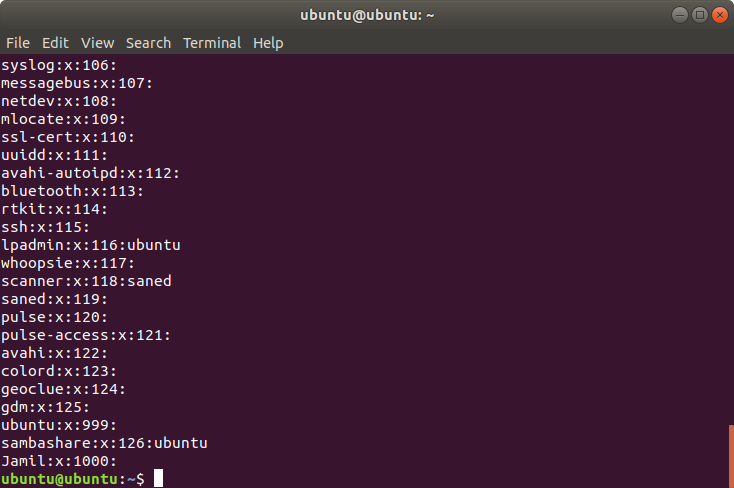 ubuntu@ubuntu: ~
File Edit View Search Terminal Help
syslog:x:106:
messagebus:x:107:
netdev:x:108:
mlocate:x:109:
ssl-cert:x:110:
uuidd:x:111:
avahi-autoipd:x:112:
bluetooth:x:113:
rtkit:x:114:
ssh:x:115:
lpadmin:x:116:ubuntu
whoopsie:x:117:
scanner:x:118:saned
saned:x:119:
pulse:x:120:
pulse-access:x:121:
avahi:x:122:
colord:x:123:
geoclue:x:124:
gdm:x:125:
ubuntu:x:999:
sambashare:x:126:ubuntu
Jamil:x:1000:
ubuntu@ubuntu:~$